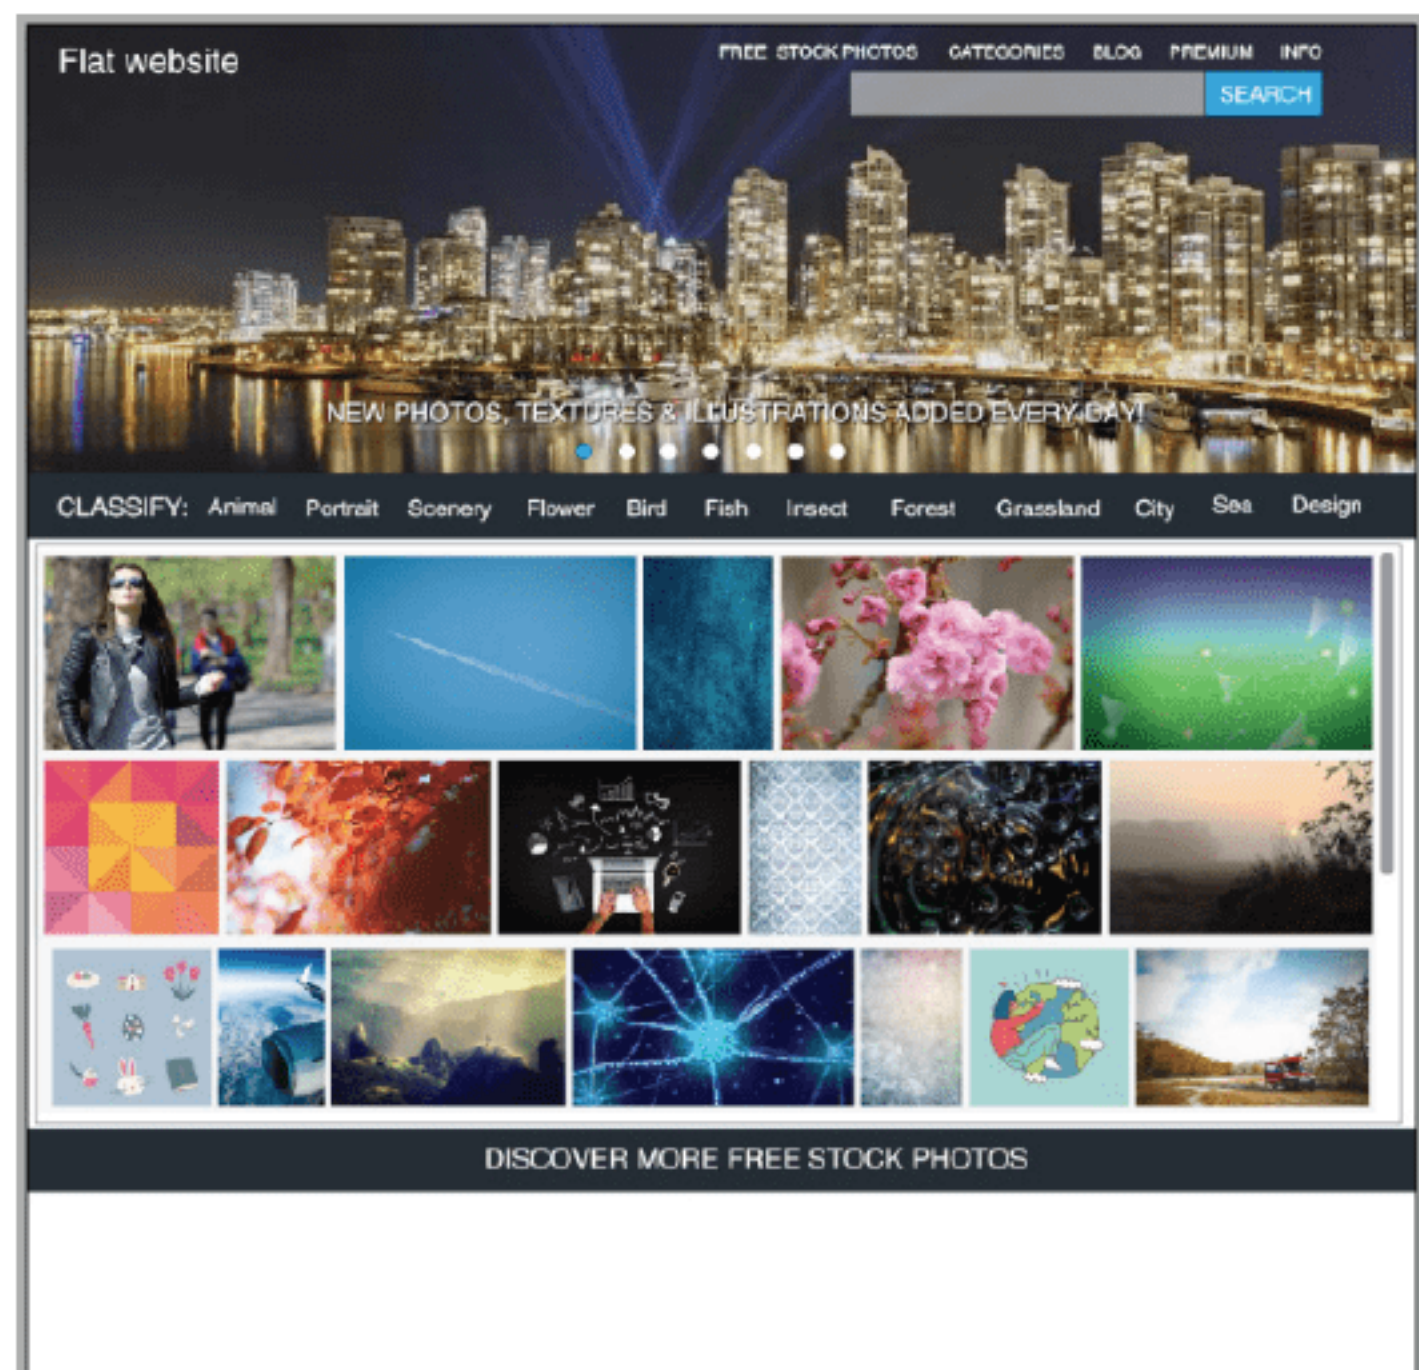 Flat website
FREE STOCK PHOTOS CATEGORIES BLOG PREMIUM INFO
SEARCH
NEW PHOTOS, TEXTURES & ILLUSTRATIONS ADDED EVERY DAY!
CLASSIFY: Animal Portrait Scenery Flower Bird Fish Insect Forest Grassland City Sea Design
DISCOVER MORE FREE STOCK PHOTOS